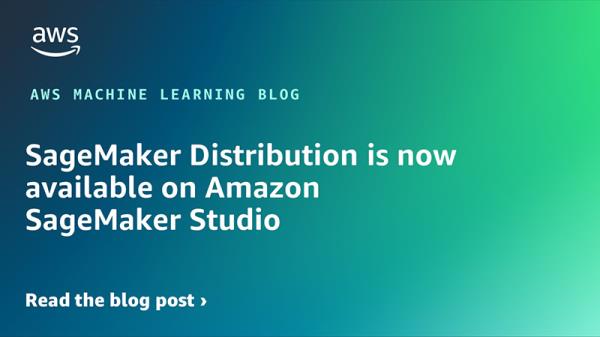 aws
AWS MACHINE LEARNING BLOG
SageMaker Distribution is now
available on Amazon
SageMaker Studio
Read the blog post ›